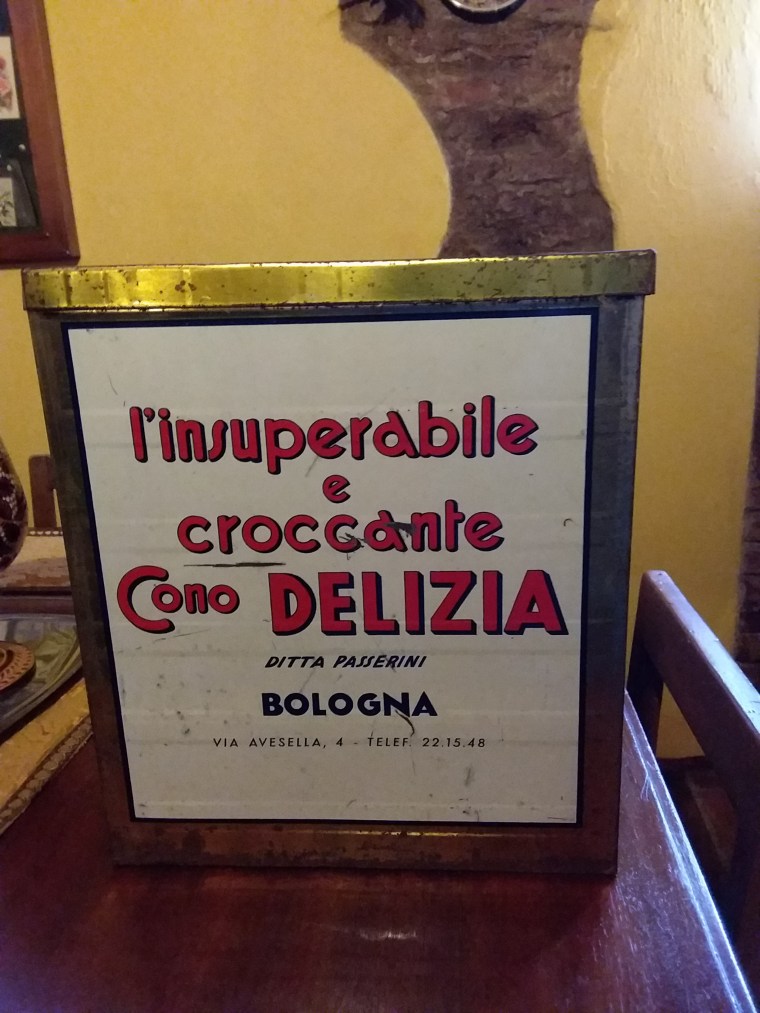 l'insuperabile
e
croccante
Cono DELIZIA
DITTA PASSERINI
BOLOGNA
VIA AVESELLA, 4 - TELEF. 22.15.48